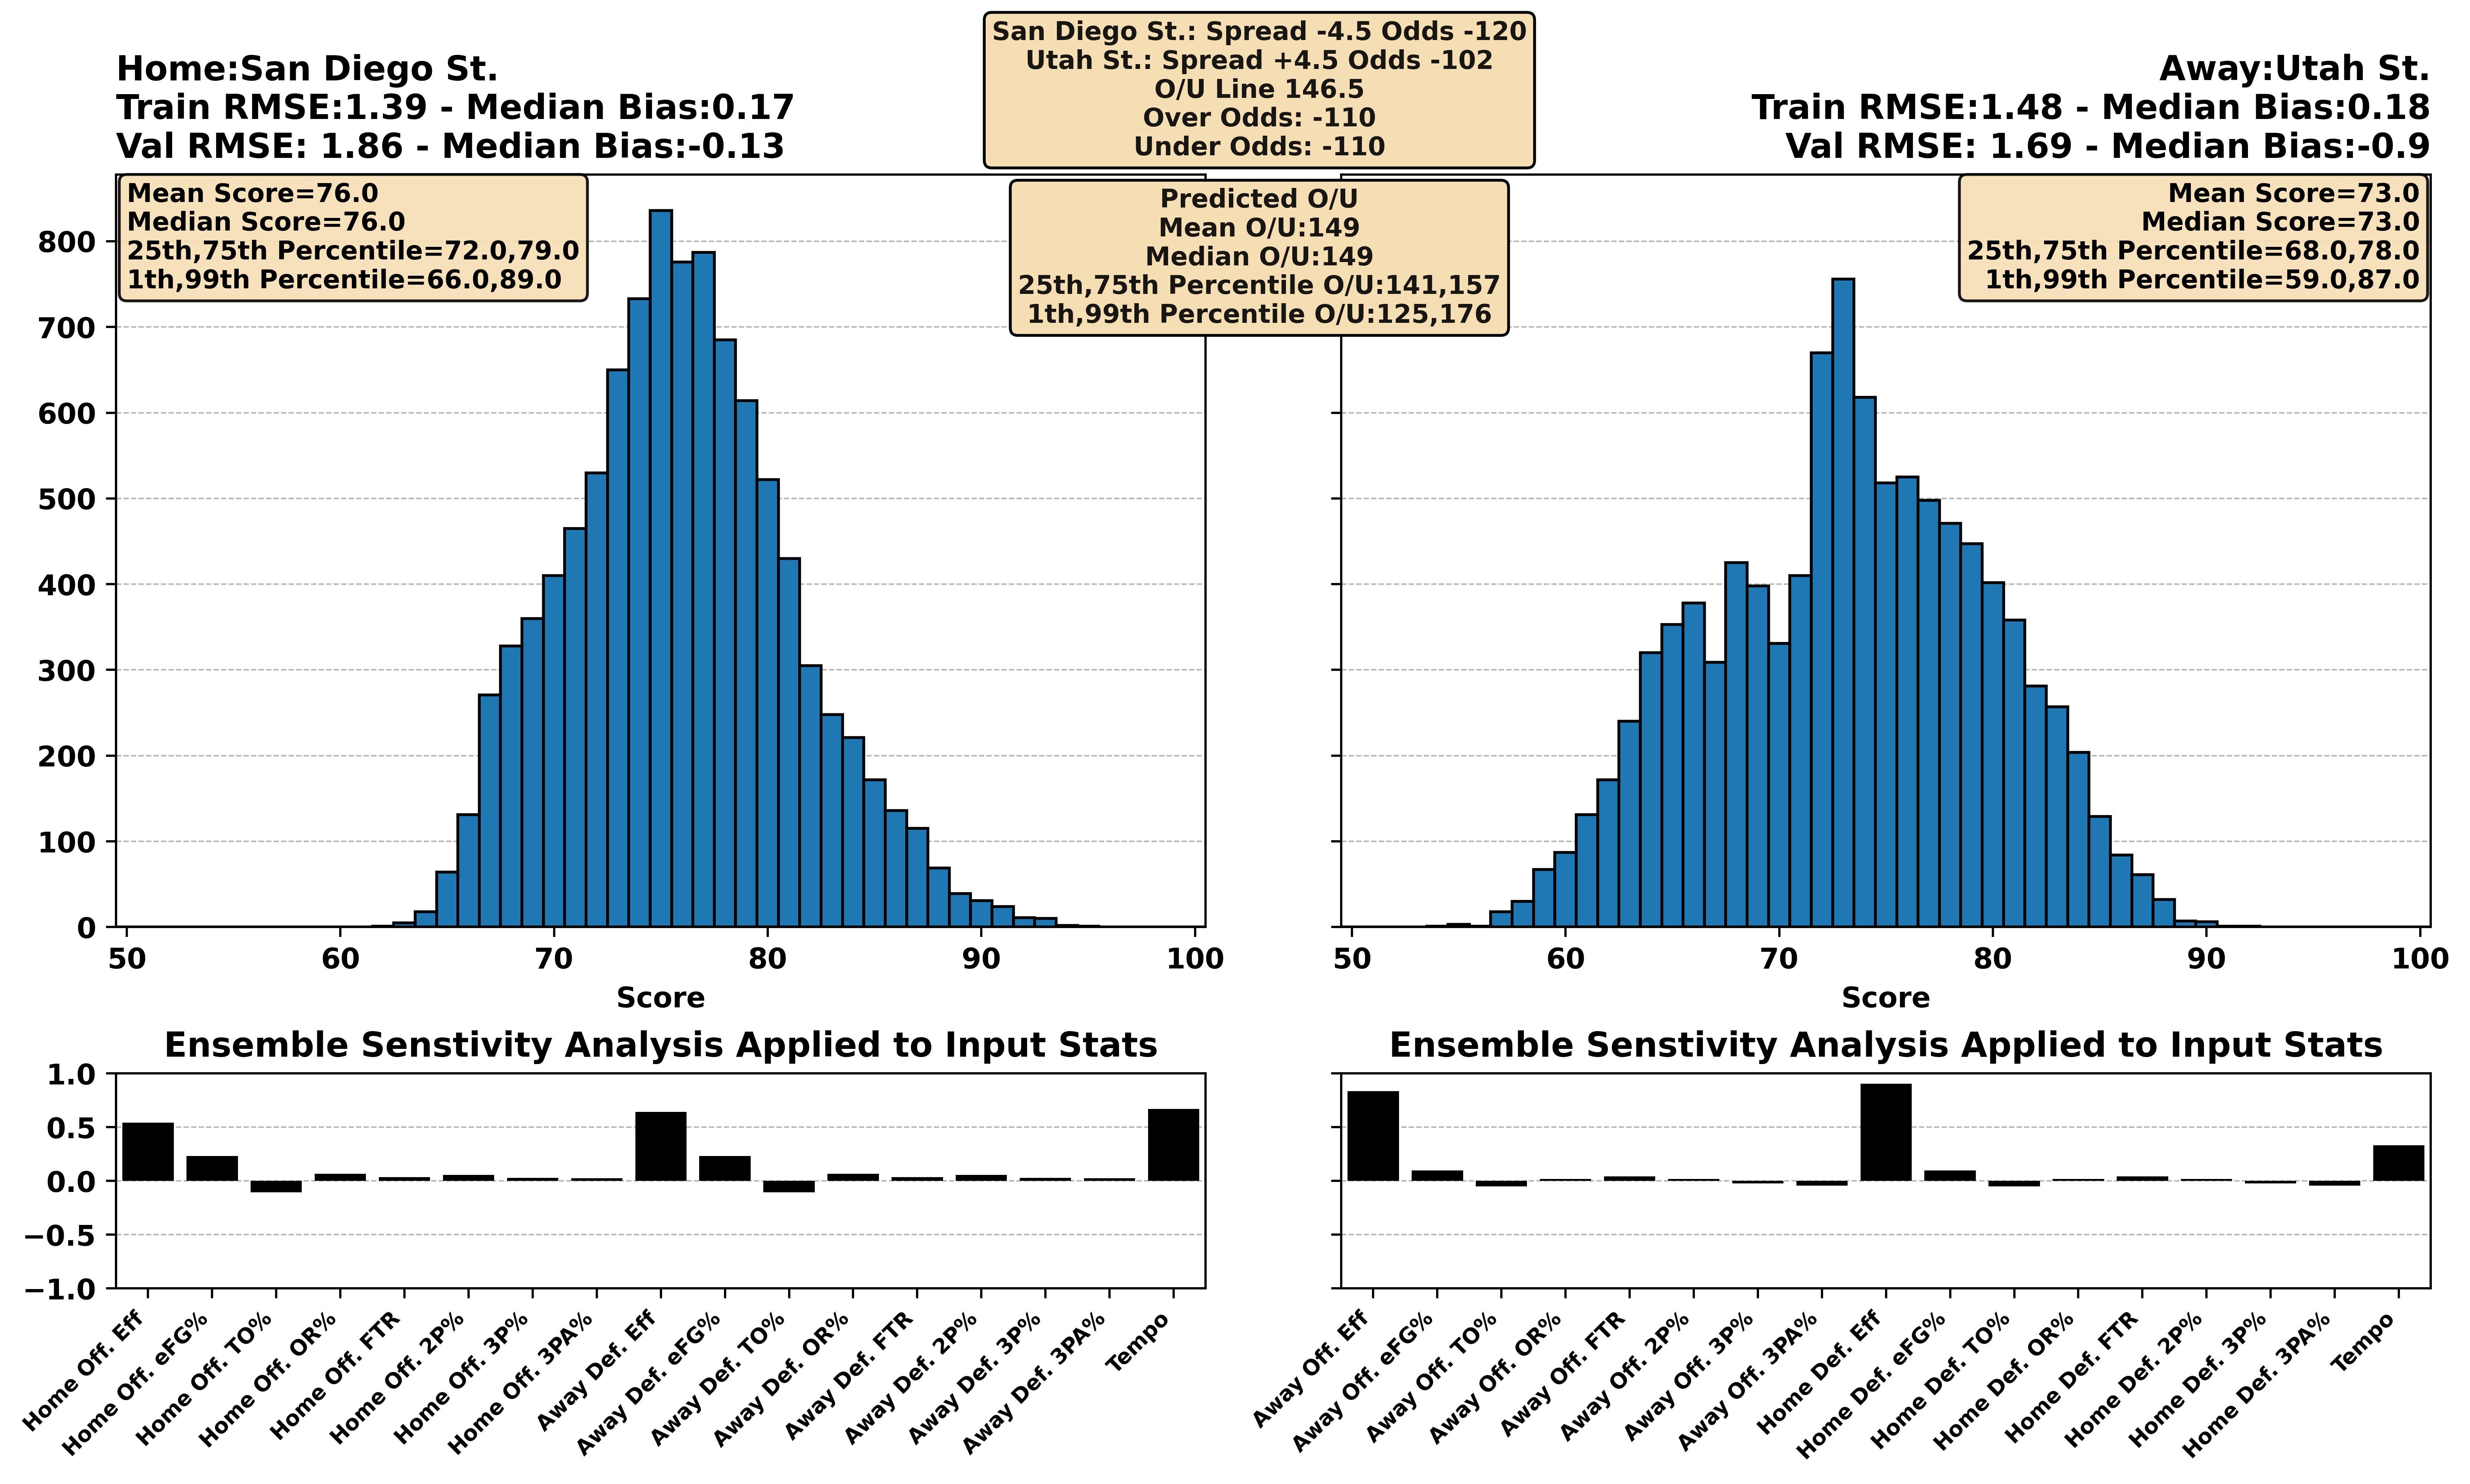 San Diego St.: Spread -4.5 Odds -120
Utah St.: Spread +4.5 Odds -102
O/U Line 146.5
Over Odds: -110
Under Odds: -110
Home:San Diego St.
Train RMSE:1.39 - Median Bias:0.17
Val RMSE: 1.86 - Median Bias:-0.13
Away:Utah St.
Train RMSE:1.48 - Median Bias:0.18
Val RMSE: 1.69 - Median Bias:-0.9
Mean Score=76.0
Median Score=76.0
25th,75th Percentile=72.0,79.0
1th,99th Percentile=66.0,89.0
Predicted O/U
Mean O/U:149
Median O/U:149
25th,75th Percentile O/U:141,157
1th,99th Percentile O/U:125,176
Mean Score=73.0
Median Score=73.0
25th,75th Percentile=68.0,78.0
1th,99th Percentile=59.0,87.0
800
700
600
500
400
300
200
100
0
50 60 70 80 90 100
Score
50 60 70 80 90 100
Score
Ensemble Senstivity Analysis Applied to Input Stats
1.0
0.5
0.0
−0.5
−1.0
Home Off. Eff
Home Off. eFG%
Home Off. TO%
Home Off. OR%
Home Off. FTR
Home Off. 2P%
Home Off. 3P%
Home Off. 3PA%
Away Def. Eff
Away Def. eFG%
Away Def. TO%
Away Def. OR%
Away Def. FTR
Away Def. 2P%
Away Def. 3P%
Away Def. 3PA%
Tempo
Ensemble Senstivity Analysis Applied to Input Stats
Away Off. Eff
Away Off. eFG%
Away Off. TO%
Away Off. OR%
Away Off. FTR
Away Off. 2P%
Away Off. 3P%
Away Off. 3PA%
Home Def. Eff
Home Def. eFG%
Home Def. TO%
Home Def. OR%
Home Def. FTR
Home Def. 2P%
Home Def. 3P%
Home Def. 3PA%
Tempo